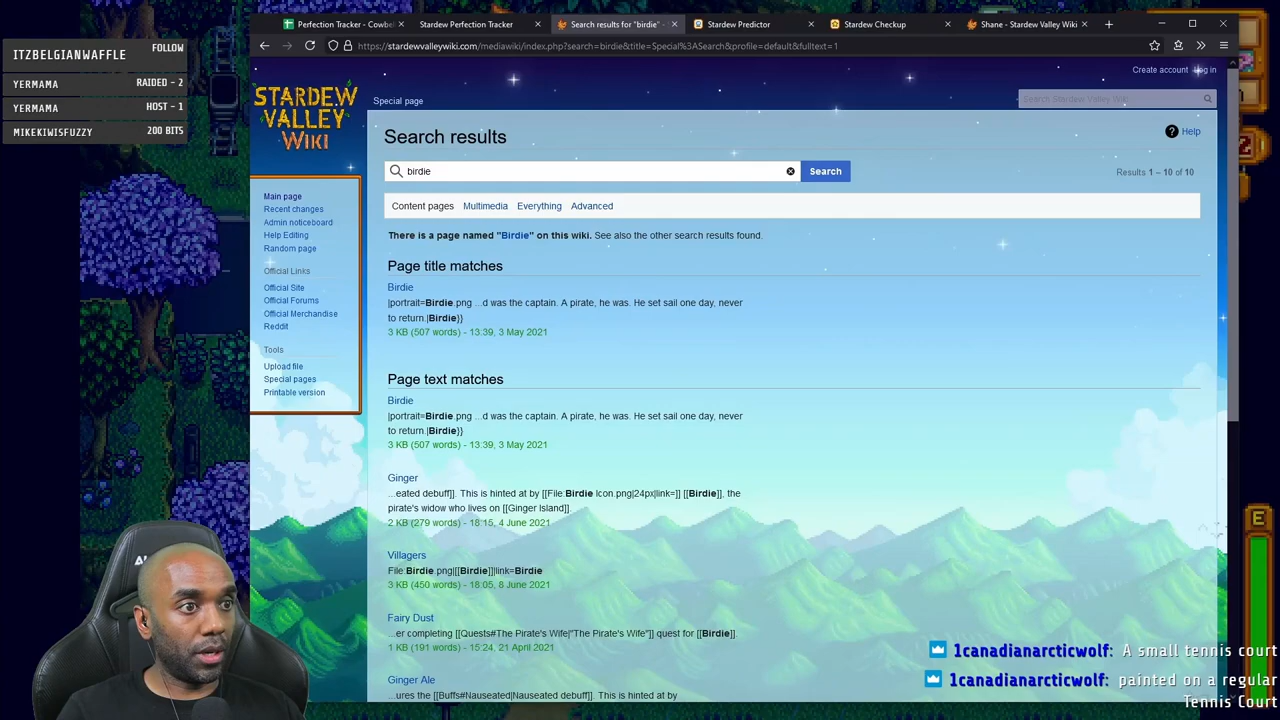 ITZBELGIANWAFFLE FOLLOW
YERMAMA RAIDED - 2
YERMAMA HOST - 1
MIKEKIWISFUZZY 200 BITS
Perfection Tracker - Cowbe
Stardew Perfection Tracker
Search results for "birdie" -
Stardew Predictor
Stardew Checkup
Shane - Stardew Valley Wiki
https://stardewvalleywiki.com/mediawiki/index.php?search=birdie&title=Special%3ASearch&profile=default&fulltext=1
Create account Log in
STARDEW
VALLEY
WIKI
Special page
Search Stardew Valley Wiki
Search results
Help
birdie
Search
Results 1 – 10 of 10
Content pages Multimedia Everything Advanced
There is a page named "Birdie" on this wiki. See also the other search results found.
Main page
Recent changes
Admin noticeboard
Help Editing
Random page
Official Links
Official Site
Official Forums
Official Merchandise
Reddit
Tools
Upload file
Special pages
Printable version
Page title matches
Birdie
|portrait=Birdie.png ...d was the captain. A pirate, he was. He set sail one day, never
to return.|Birdie}}
3 KB (507 words) - 13:39, 3 May 2021
Page text matches
Birdie
|portrait=Birdie.png ...d was the captain. A pirate, he was. He set sail one day, never
to return.|Birdie}}
3 KB (507 words) - 13:39, 3 May 2021
Ginger
...eated debuff]]. This is hinted at by [[File:Birdie Icon.png|24px|link=]] [[Birdie]], the
pirate's widow who lives on [[Ginger Island]].
2 KB (279 words) - 18:15, 4 June 2021
Villagers
File:Birdie.png|[[Birdie]]|link=Birdie
3 KB (450 words) - 18:05, 8 June 2021
Fairy Dust
...er completing [[Quests#The Pirate's Wife|"The Pirate's Wife"]] quest for [[Birdie]].
1 KB (191 words) - 15:24, 21 April 2021
Ginger Ale
...ures the [[Buffs#Nauseated|Nauseated debuff]]. This is hinted at by
E
1canadianarcticwolf: A small tennis court
1canadianarcticwolf: painted on a regular
Tennis Court